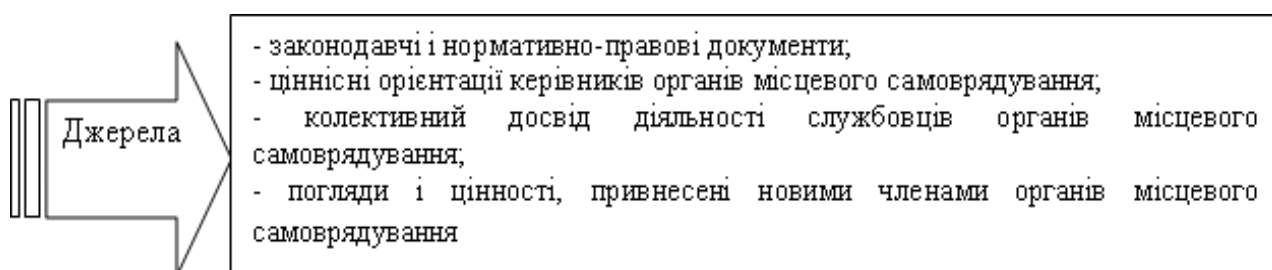 Джерела
- законодавчі і нормативно-правові документи;
- ціннісні орієнтації керівників органів місцевого самоврядування;
- колективний досвід діяльності службовців органів місцевого
самоврядування;
- погляди і цінності, привнесені новими членами органів місцевого
самоврядування